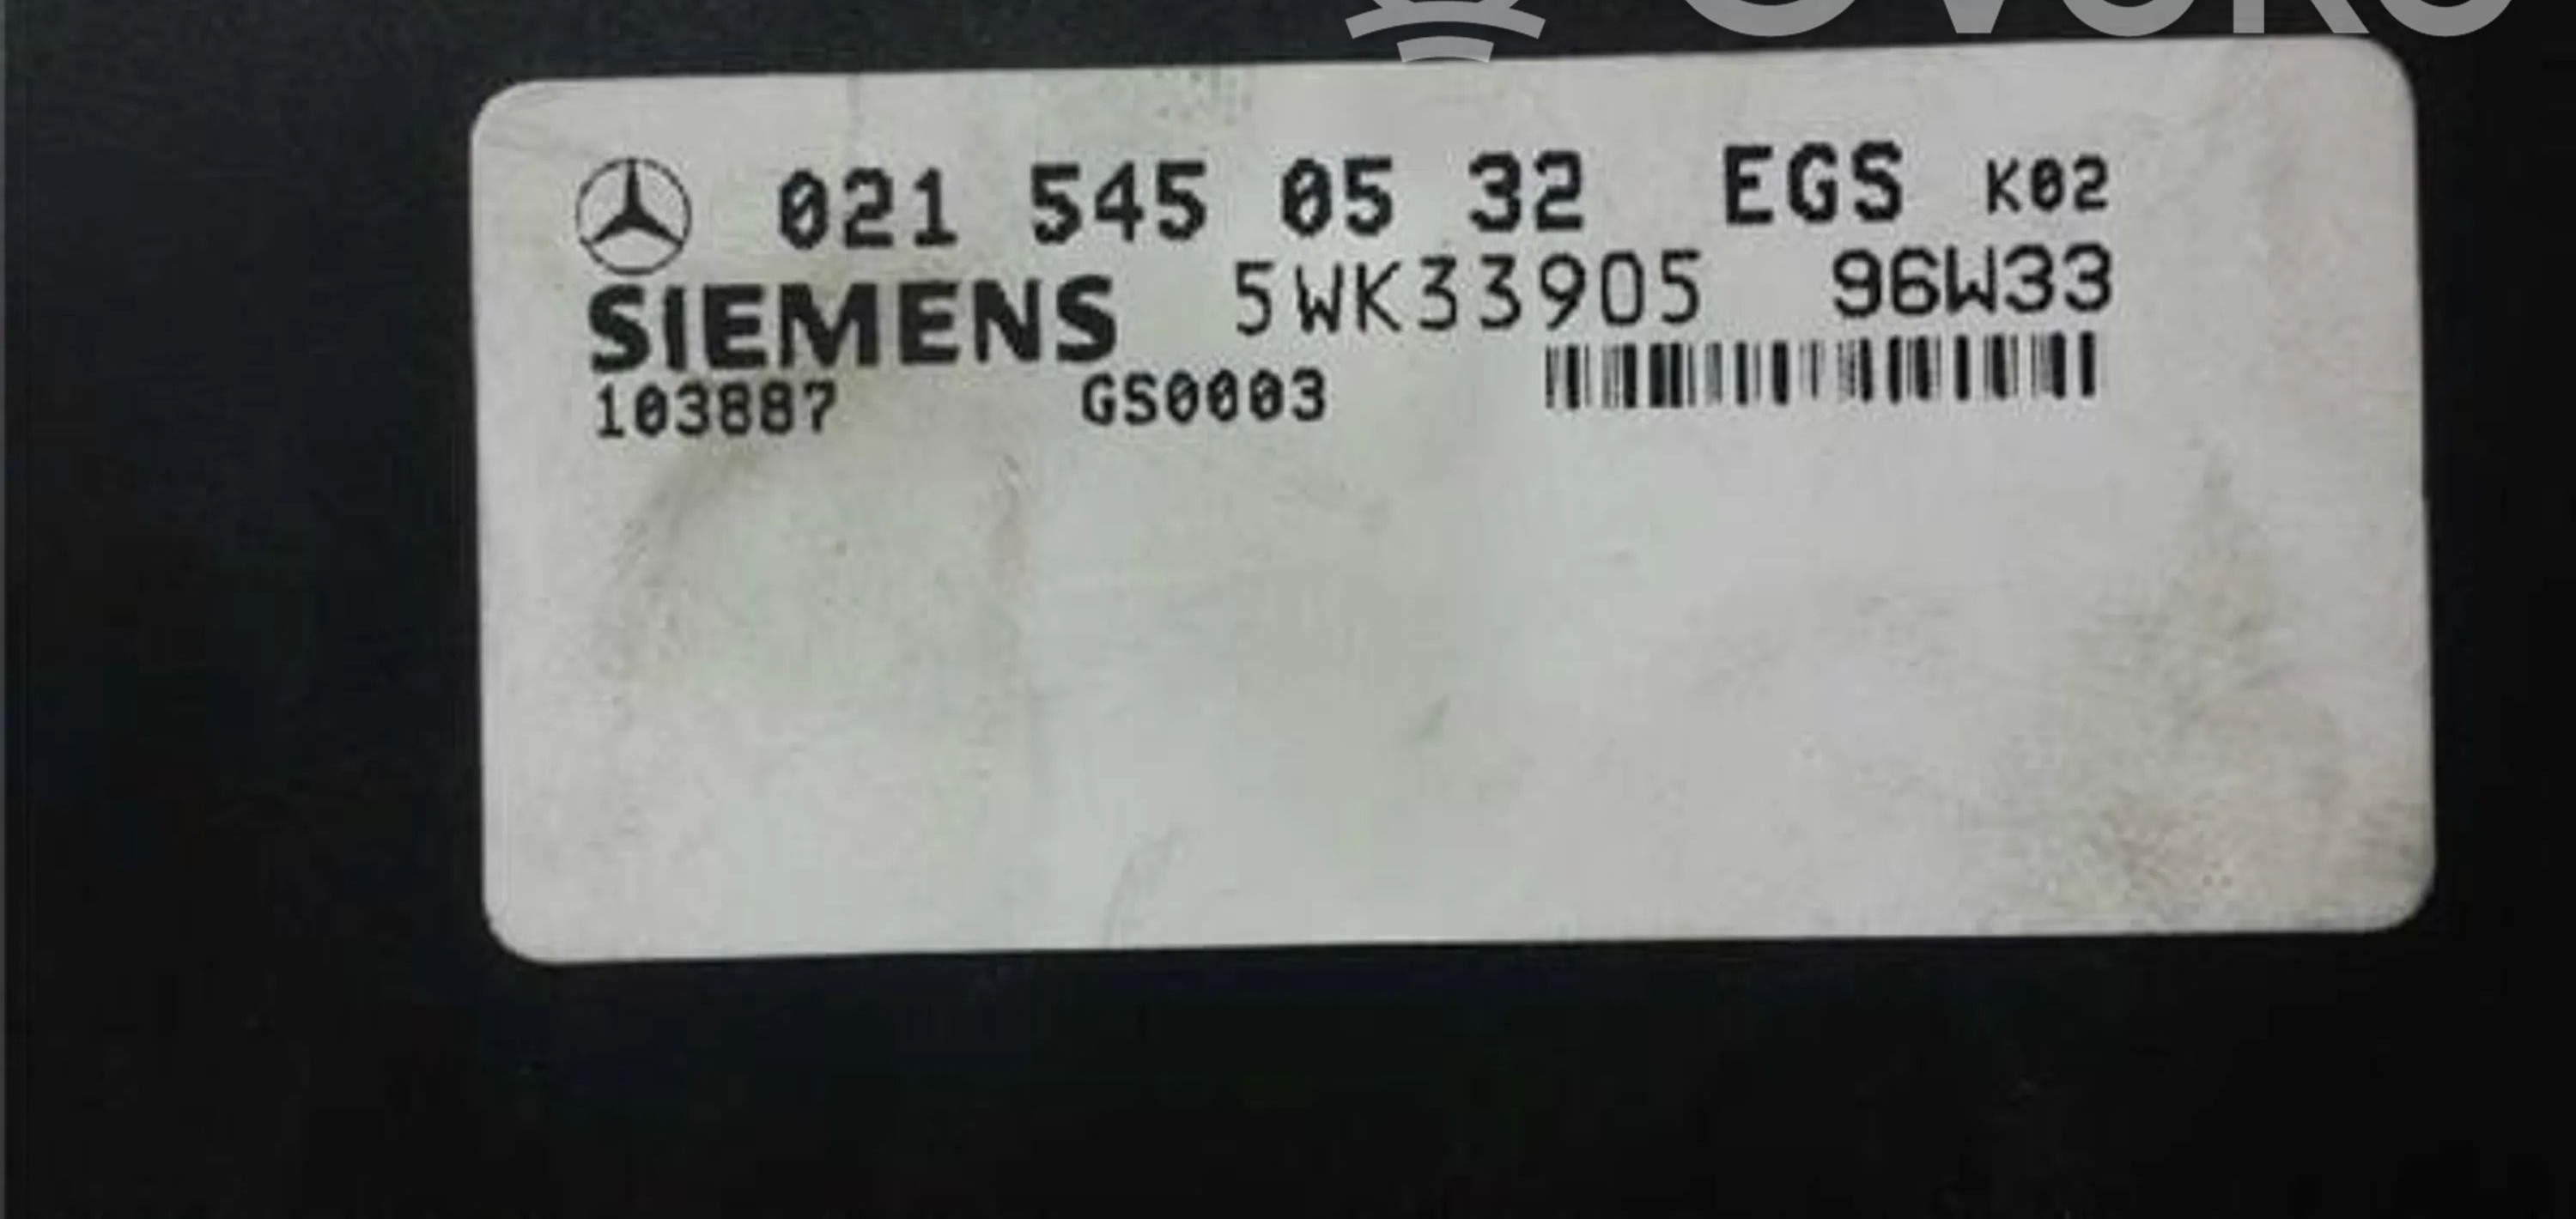 021 545 05 32 EGS K02
SIEMENS 5WK33905 96W33
103887 GS0003